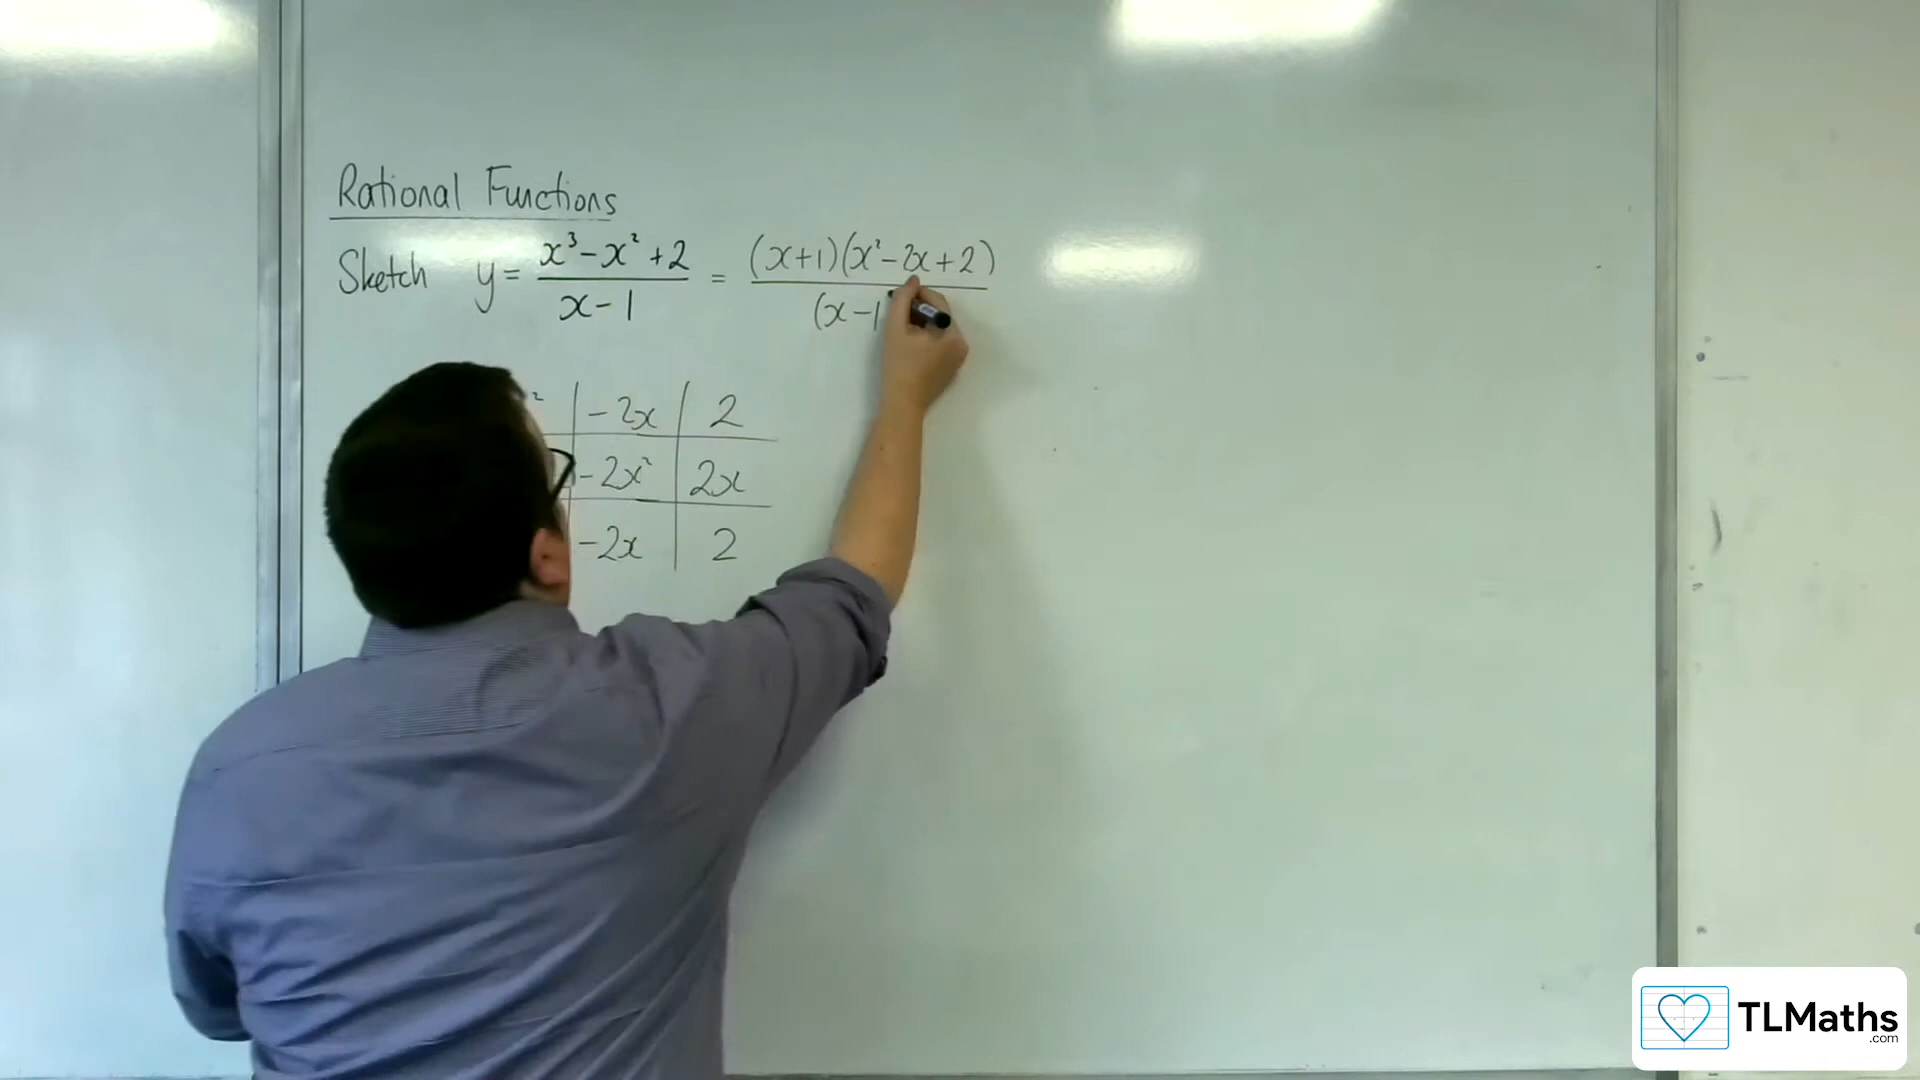 Rational Functions
Sketch y = x³ - x² + 2 / x - 1 = (x+1)(x² - 2x + 2) / (x - 1
² | -2x | 2
-2x² | 2x
-2x | 2
TLMaths
.com